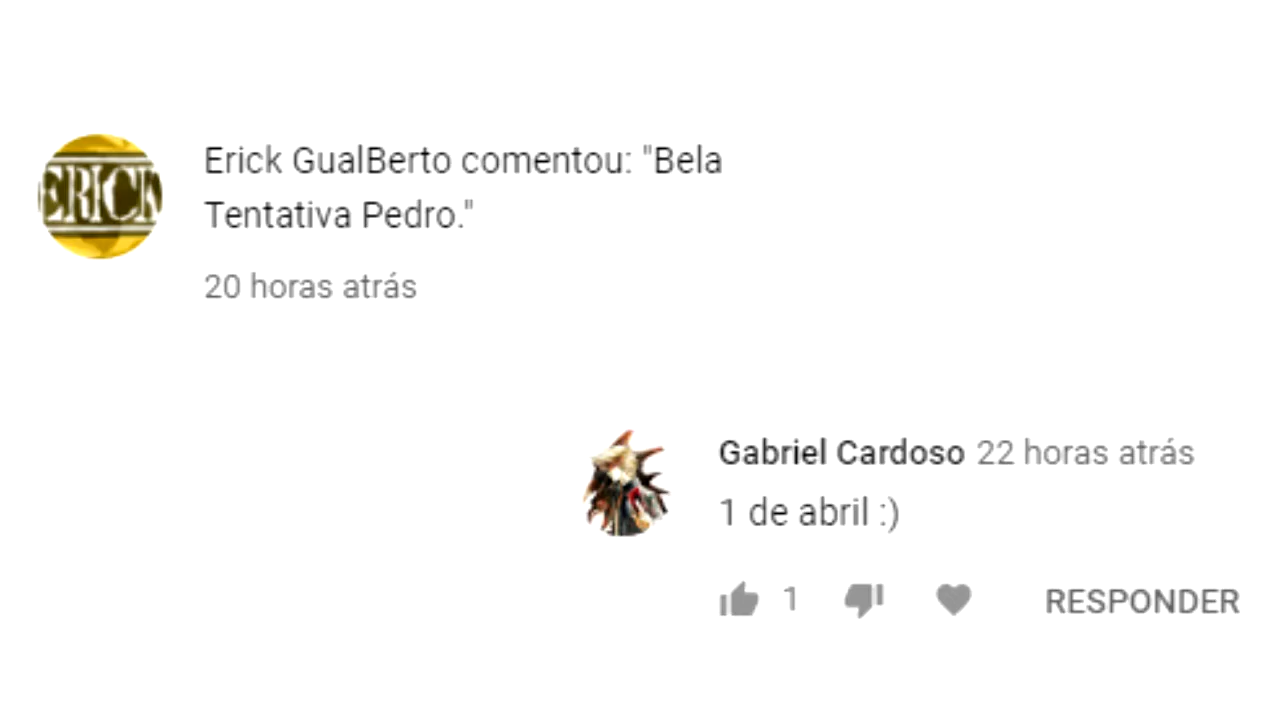 ERICK
Erick GualBerto comentou: "Bela
Tentativa Pedro."
20 horas atrás
Gabriel Cardoso 22 horas atrás
1 de abril :)
1 RESPONDER